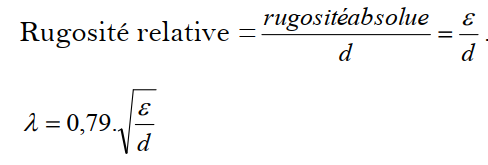 Rugosité relative = rugositéabsolue / d = ε / d .
λ = 0,79.√(ε / d)